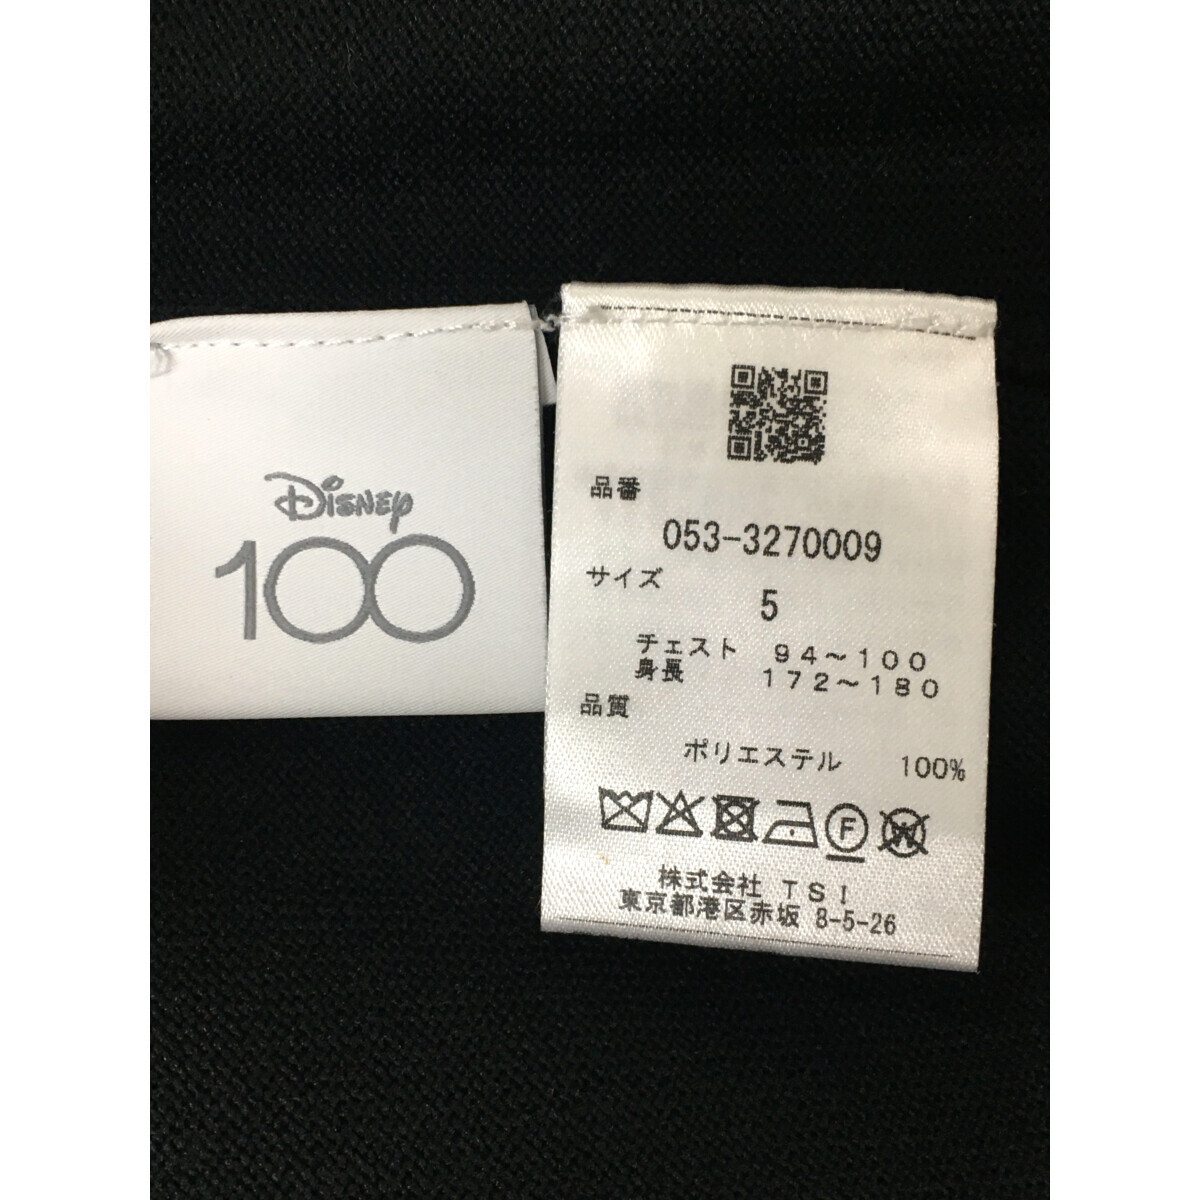 Disney
100
品番
053-3270009
サイズ
5
チェスト 94~100
身長 172~180
品質
ポリエステル 100%
F
W
株式会社 TSI
東京都港区赤坂 8-5-26